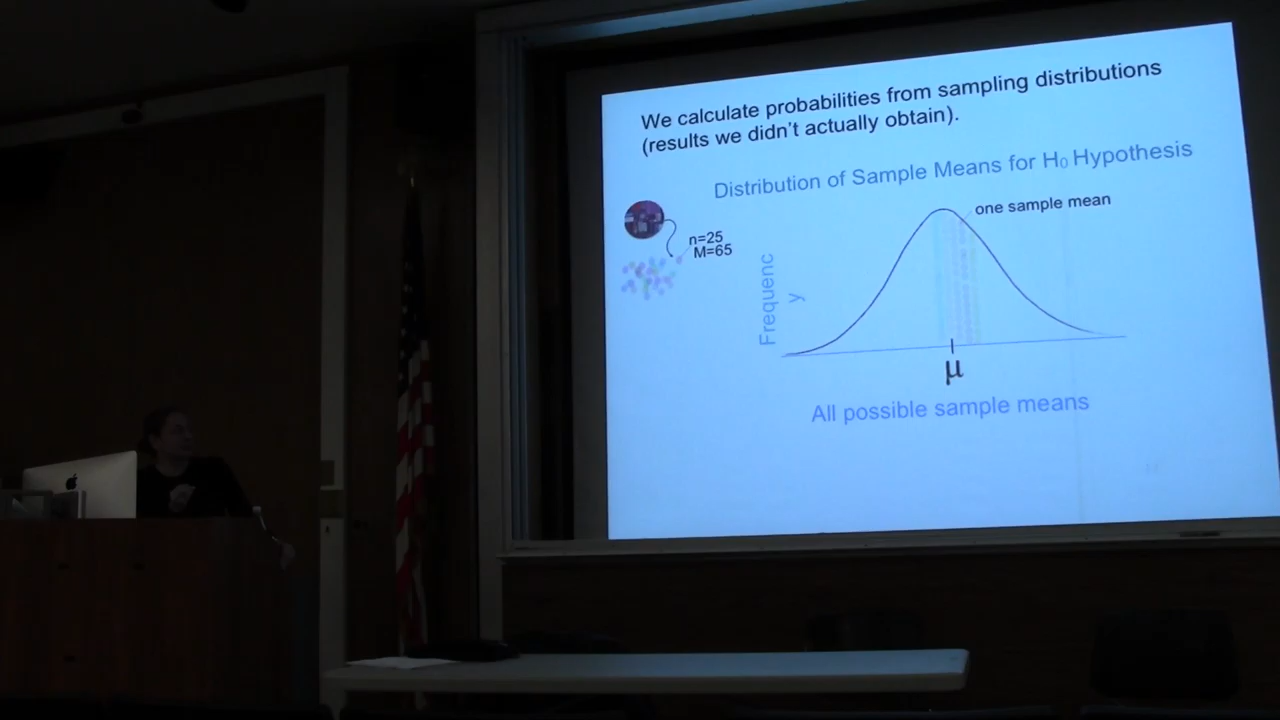 We calculate probabilities from sampling distributions
(results we didn't actually obtain).
Distribution of Sample Means for H₀ Hypothesis
one sample mean
n=25
M=65
Frequenc
y
μ
All possible sample means